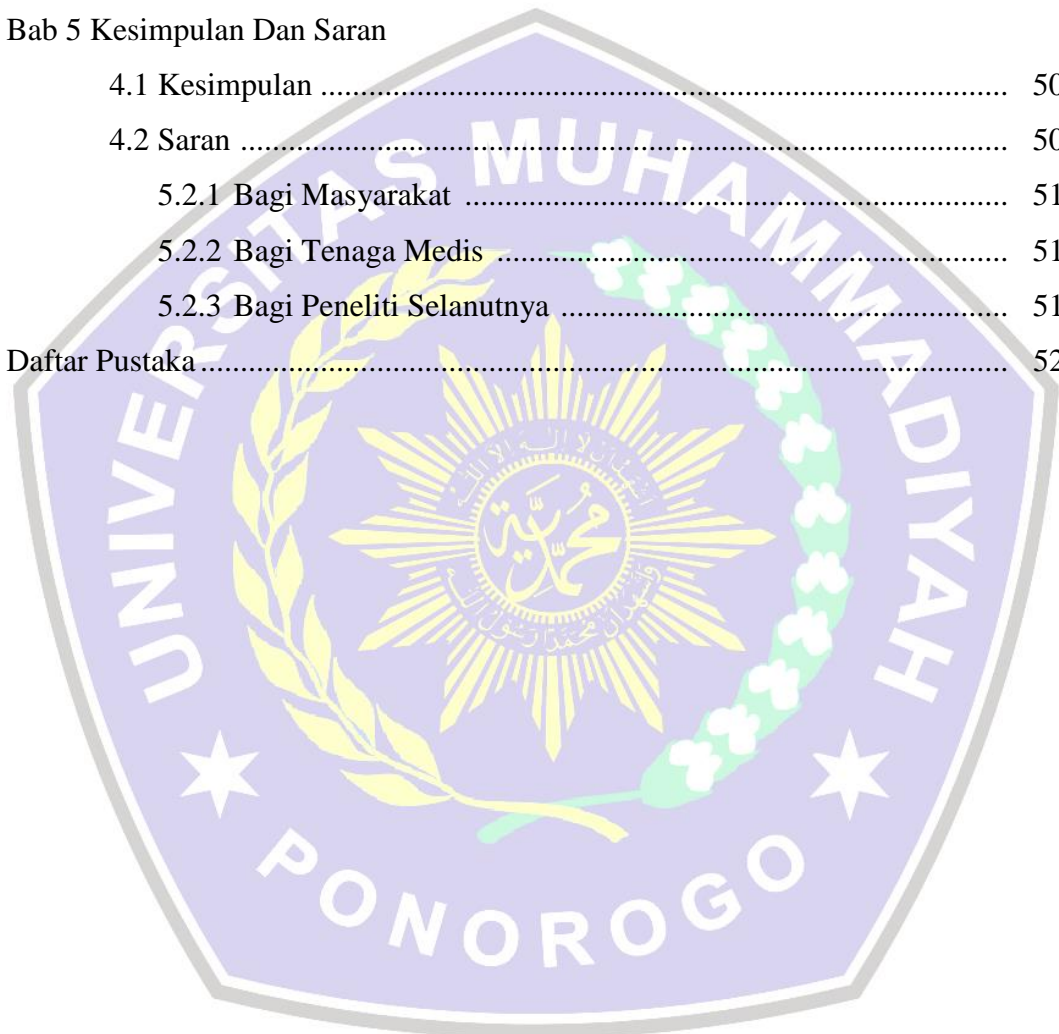 Bab 5 Kesimpulan Dan Saran
4.1 Kesimpulan ........................................................................................ 50
4.2 Saran ................................................................................................. 50
5.2.1 Bagi Masyarakat ..................................................................... 51
5.2.2 Bagi Tenaga Medis ................................................................. 51
5.2.3 Bagi Peneliti Selanutnya ......................................................... 51
Daftar Pustaka ....................................................................................................... 52
UNIVERSITAS MUHAMMADIYAH
PONOROGO
محمدية